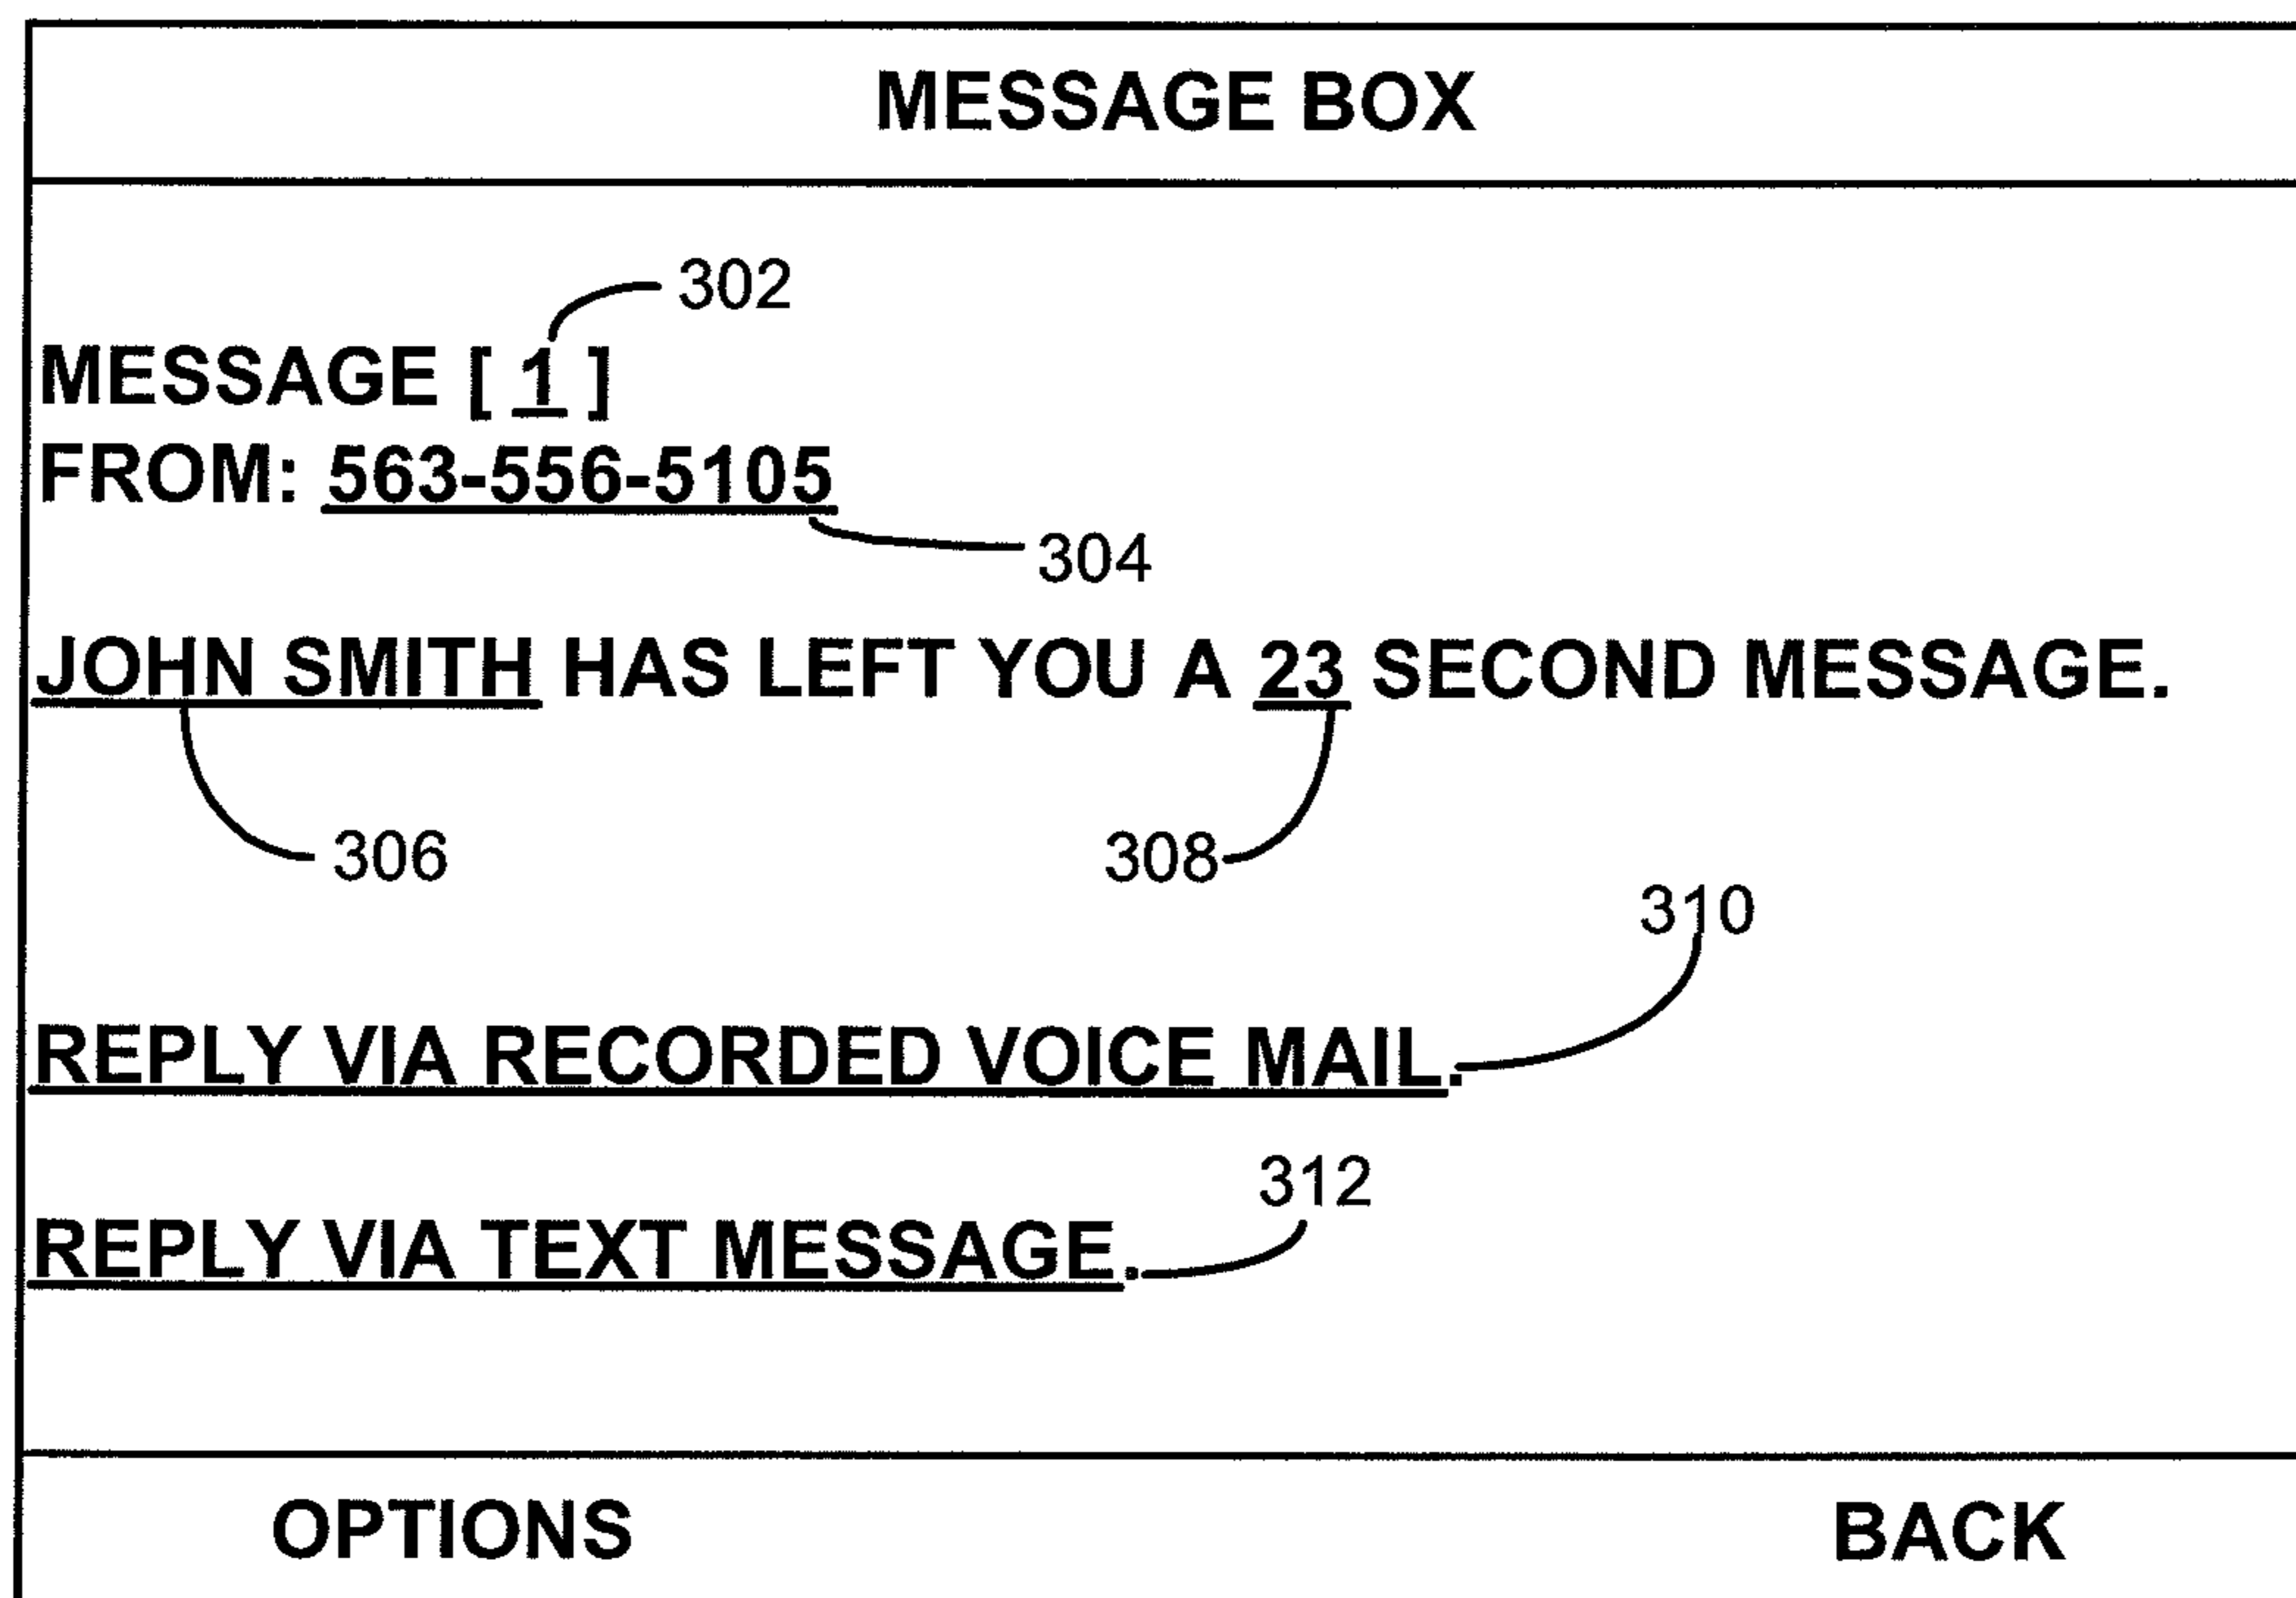 MESSAGE BOX
302
MESSAGE [ 1 ]
FROM: 563-556-5105
304
JOHN SMITH HAS LEFT YOU A 23 SECOND MESSAGE.
306 308
310
REPLY VIA RECORDED VOICE MAIL.
312
REPLY VIA TEXT MESSAGE.
OPTIONS BACK